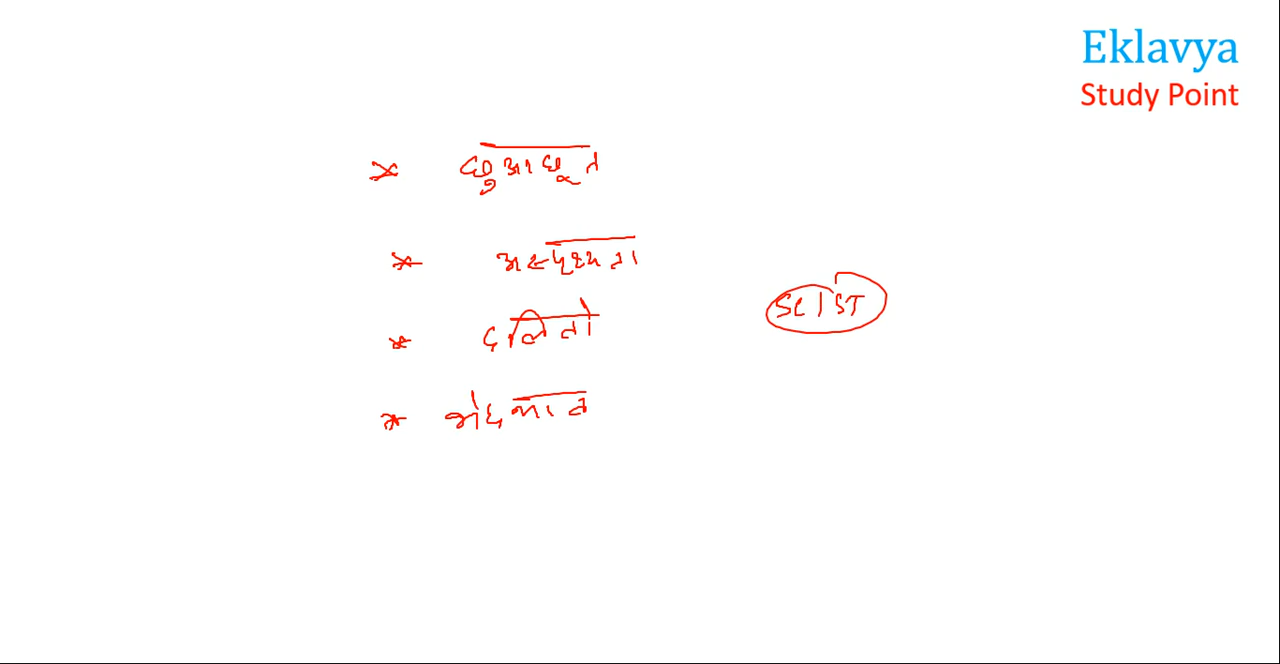 Eklavya
Study Point
* છુઆછૂત
* અસ્પૃશ્યતા
SC | ST
* દલિતો
* ભેદભાવ